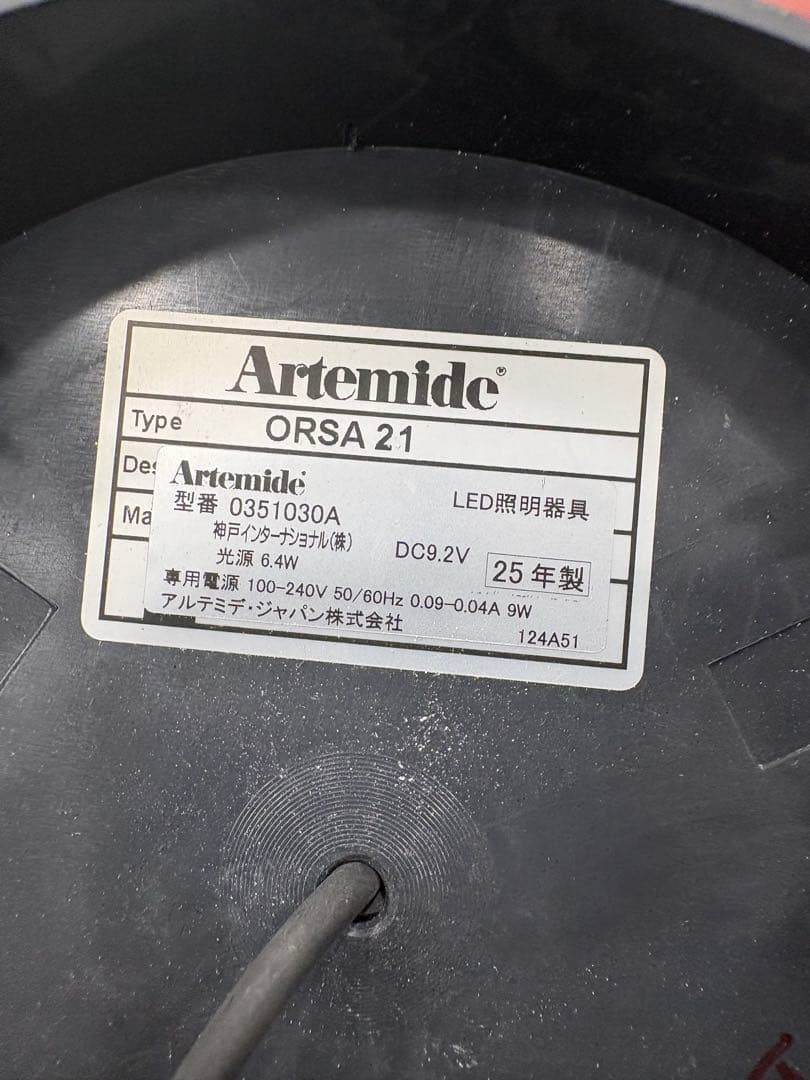 Artemide®
Type ORSA 21
Des
Ma
Artemide
型番 0351030A LED照明器具
神戸インターナショナル(株)
光源 6.4W DC9.2V 25年製
専用電源 100-240V 50/60Hz 0.09-0.04A 9W
アルテミデ・ジャパン株式会社 124A51